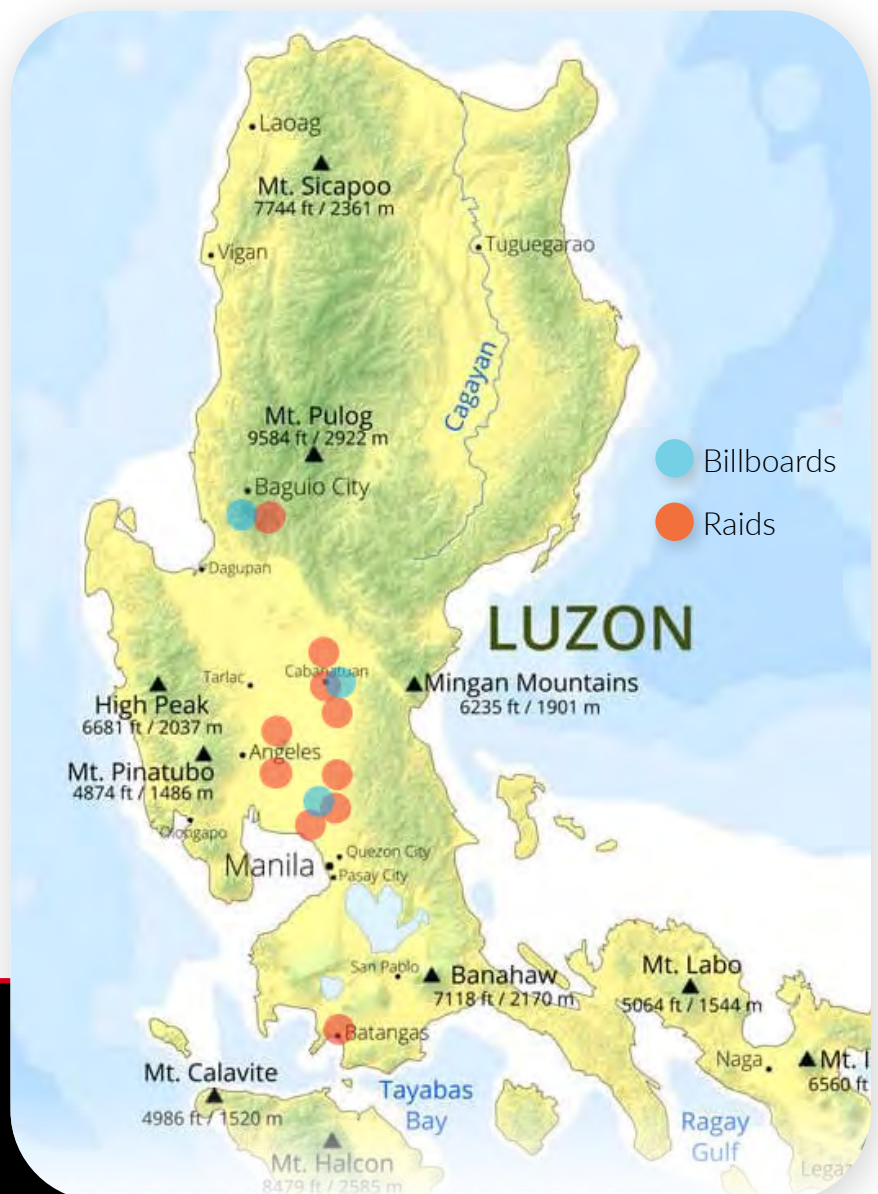 Laoag
Mt. Sicapoo
7744 ft / 2361 m
Vigan
Tuguegarao
Cagayan
Mt. Pulog
9584 ft / 2922 m
Baguio City
Billboards
Raids
Dagupan
LUZON
Cabanatuan
Tarlac
Mingan Mountains
6235 ft / 1901 m
High Peak
6681 ft / 2037 m
Angeles
Mt. Pinatubo
4874 ft / 1486 m
Olongapo
Quezon City
Manila
Pasay City
San Pablo
Banahaw
7118 ft / 2170 m
Mt. Labo
5064 ft / 1544 m
Batangas
Naga
Mt. I
6560 ft
Mt. Calavite
4986 ft / 1520 m
Tayabas
Bay
Ragay
Gulf
Mt. Halcon
8479 ft / 2585 m
Legaz